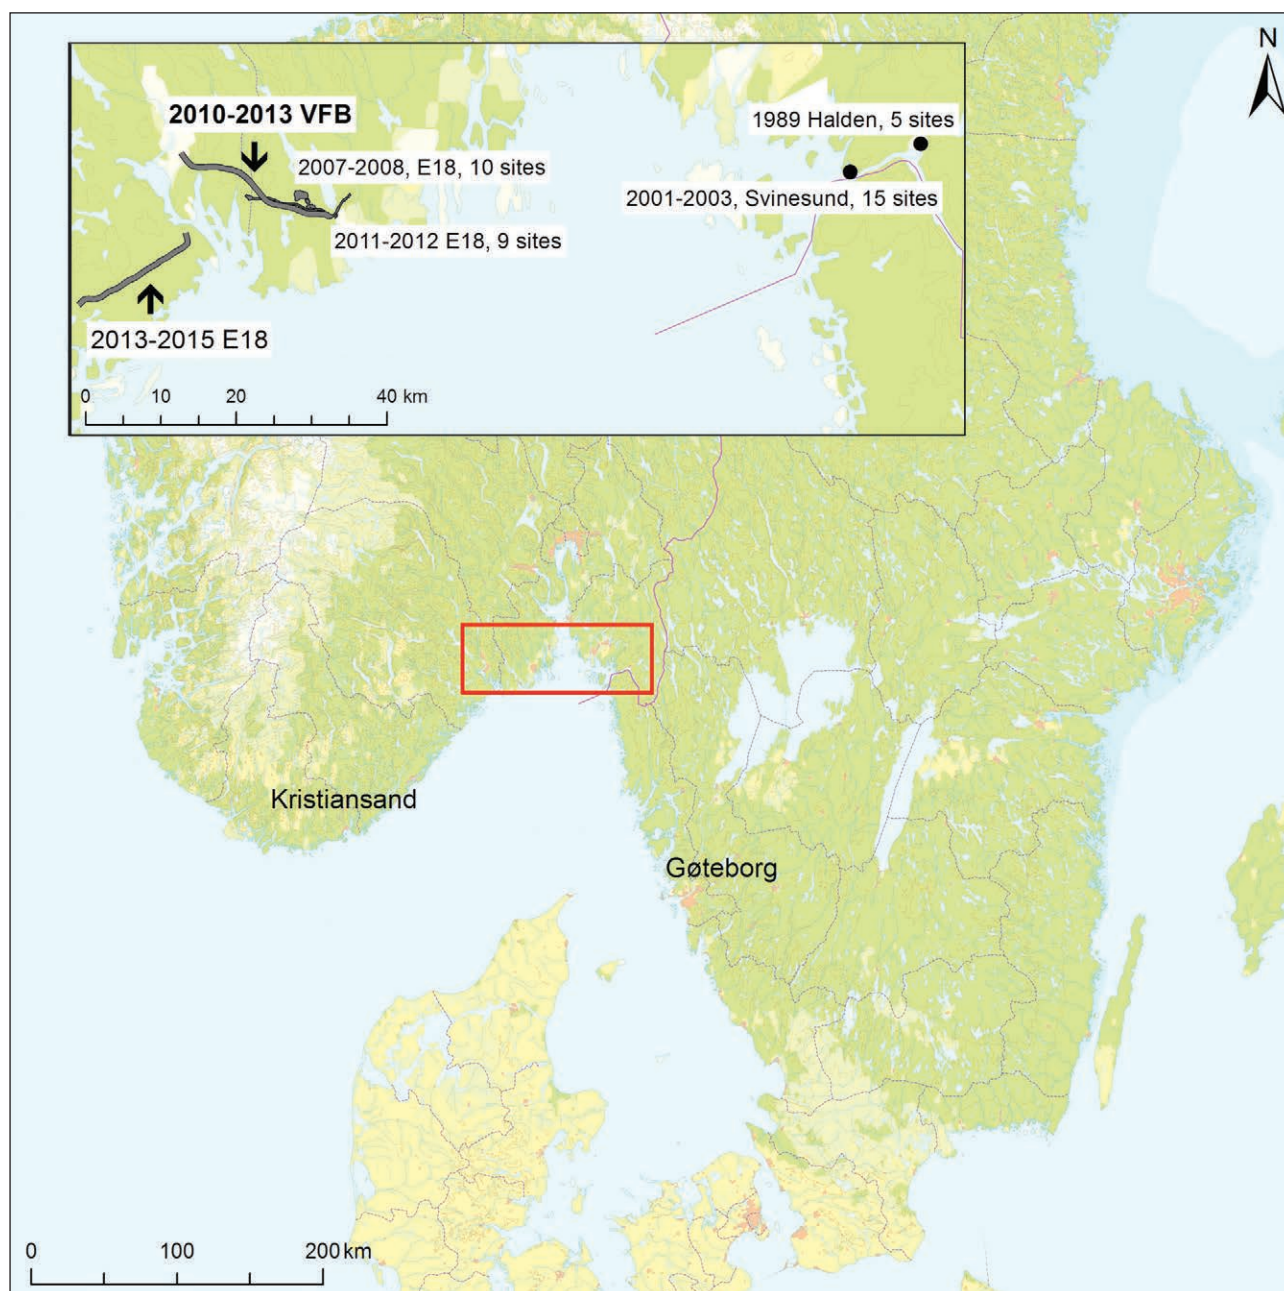 N
2010-2013 VFB
1989 Halden, 5 sites
2007-2008, E18, 10 sites
2001-2003, Svinesund, 15 sites
2011-2012 E18, 9 sites
2013-2015 E18
0 10 20 40 km
Kristiansand
Gøteborg
0 100 200 km